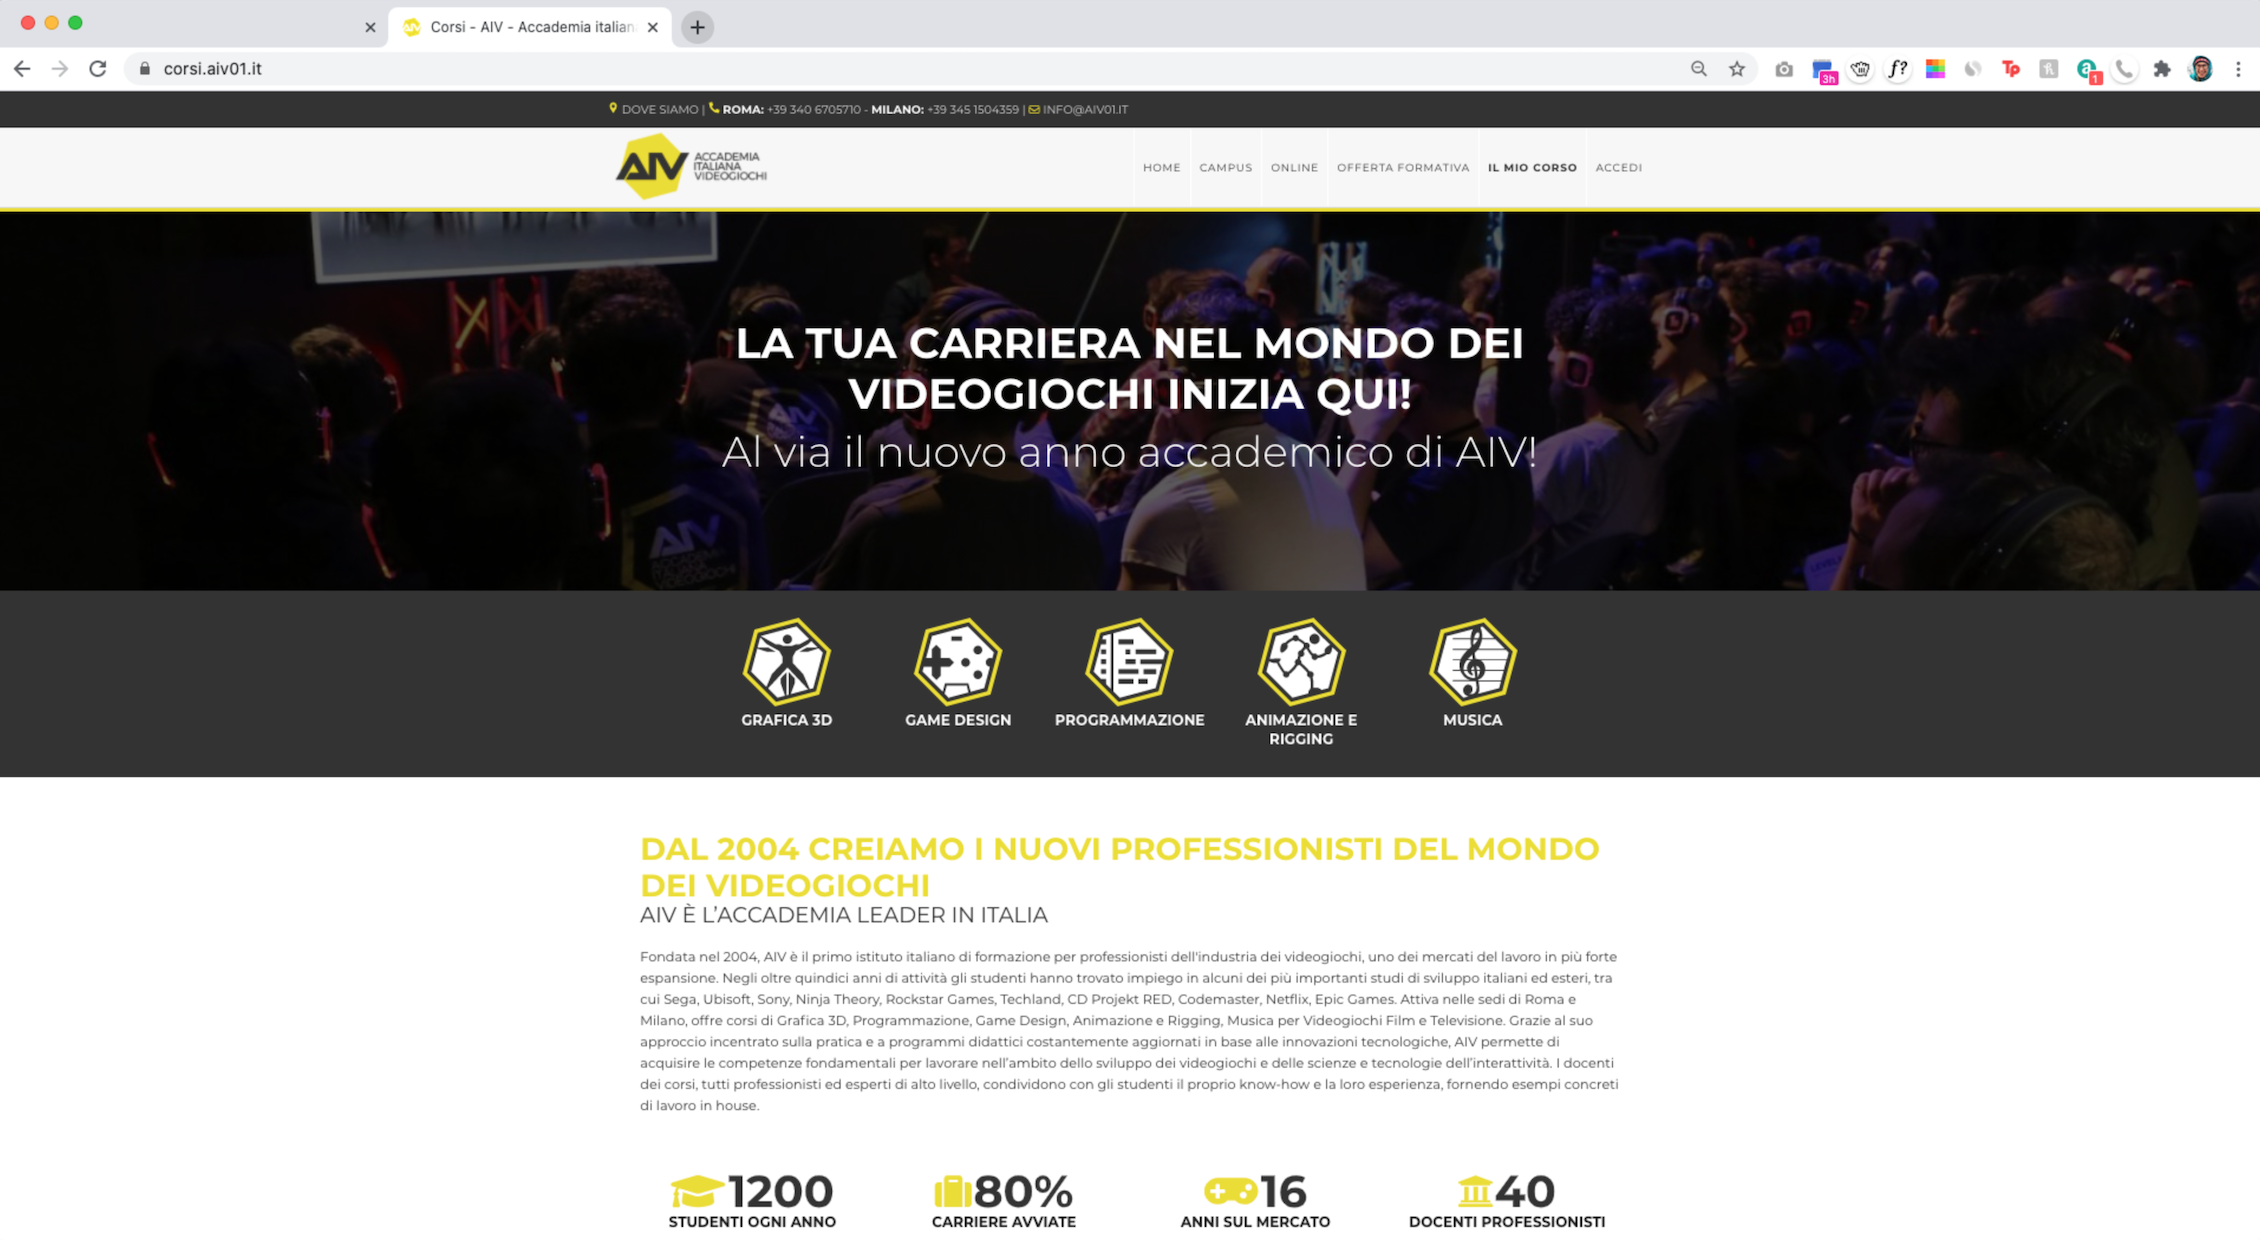 Corsi - AIV - Accademia italian
corsi.aiv01.it
3h
f?
Tp
a
1
DOVE SIAMO | ROMA: +39 340 6705710 - MILANO: +39 345 1504359 | INFO@AIV01.IT
AIV ACCADEMIA
ITALIANA
VIDEOGIOCHI
HOME CAMPUS ONLINE OFFERTA FORMATIVA IL MIO CORSO ACCEDI
LA TUA CARRIERA NEL MONDO DEI
VIDEOGIOCHI INIZIA QUI!
Al via il nuovo anno accademico di AIV!
AIV
AIV
ACCADEMIA
ITALIANA
VIDEOGIOCHI
GRAFICA 3D
GAME DESIGN
PROGRAMMAZIONE
ANIMAZIONE E
RIGGING
MUSICA
DAL 2004 CREIAMO I NUOVI PROFESSIONISTI DEL MONDO
DEI VIDEOGIOCHI
AIV È L'ACCADEMIA LEADER IN ITALIA
Fondata nel 2004, AIV è il primo istituto italiano di formazione per professionisti dell'industria dei videogiochi, uno dei mercati del lavoro in più forte
espansione. Negli oltre quindici anni di attività gli studenti hanno trovato impiego in alcuni dei più importanti studi di sviluppo italiani ed esteri, tra
cui Sega, Ubisoft, Sony, Ninja Theory, Rockstar Games, Techland, CD Projekt RED, Codemaster, Netflix, Epic Games. Attiva nelle sedi di Roma e
Milano, offre corsi di Grafica 3D, Programmazione, Game Design, Animazione e Rigging, Musica per Videogiochi Film e Televisione. Grazie al suo
approccio incentrato sulla pratica e a programmi didattici costantemente aggiornati in base alle innovazioni tecnologiche, AIV permette di
acquisire le competenze fondamentali per lavorare nell'ambito dello sviluppo dei videogiochi e delle scienze e tecnologie dell'interattività. I docenti
dei corsi, tutti professionisti ed esperti di alto livello, condividono con gli studenti il proprio know-how e la loro esperienza, fornendo esempi concreti
di lavoro in house.
1200
STUDENTI OGNI ANNO
80%
CARRIERE AVVIATE
16
ANNI SUL MERCATO
40
DOCENTI PROFESSIONISTI